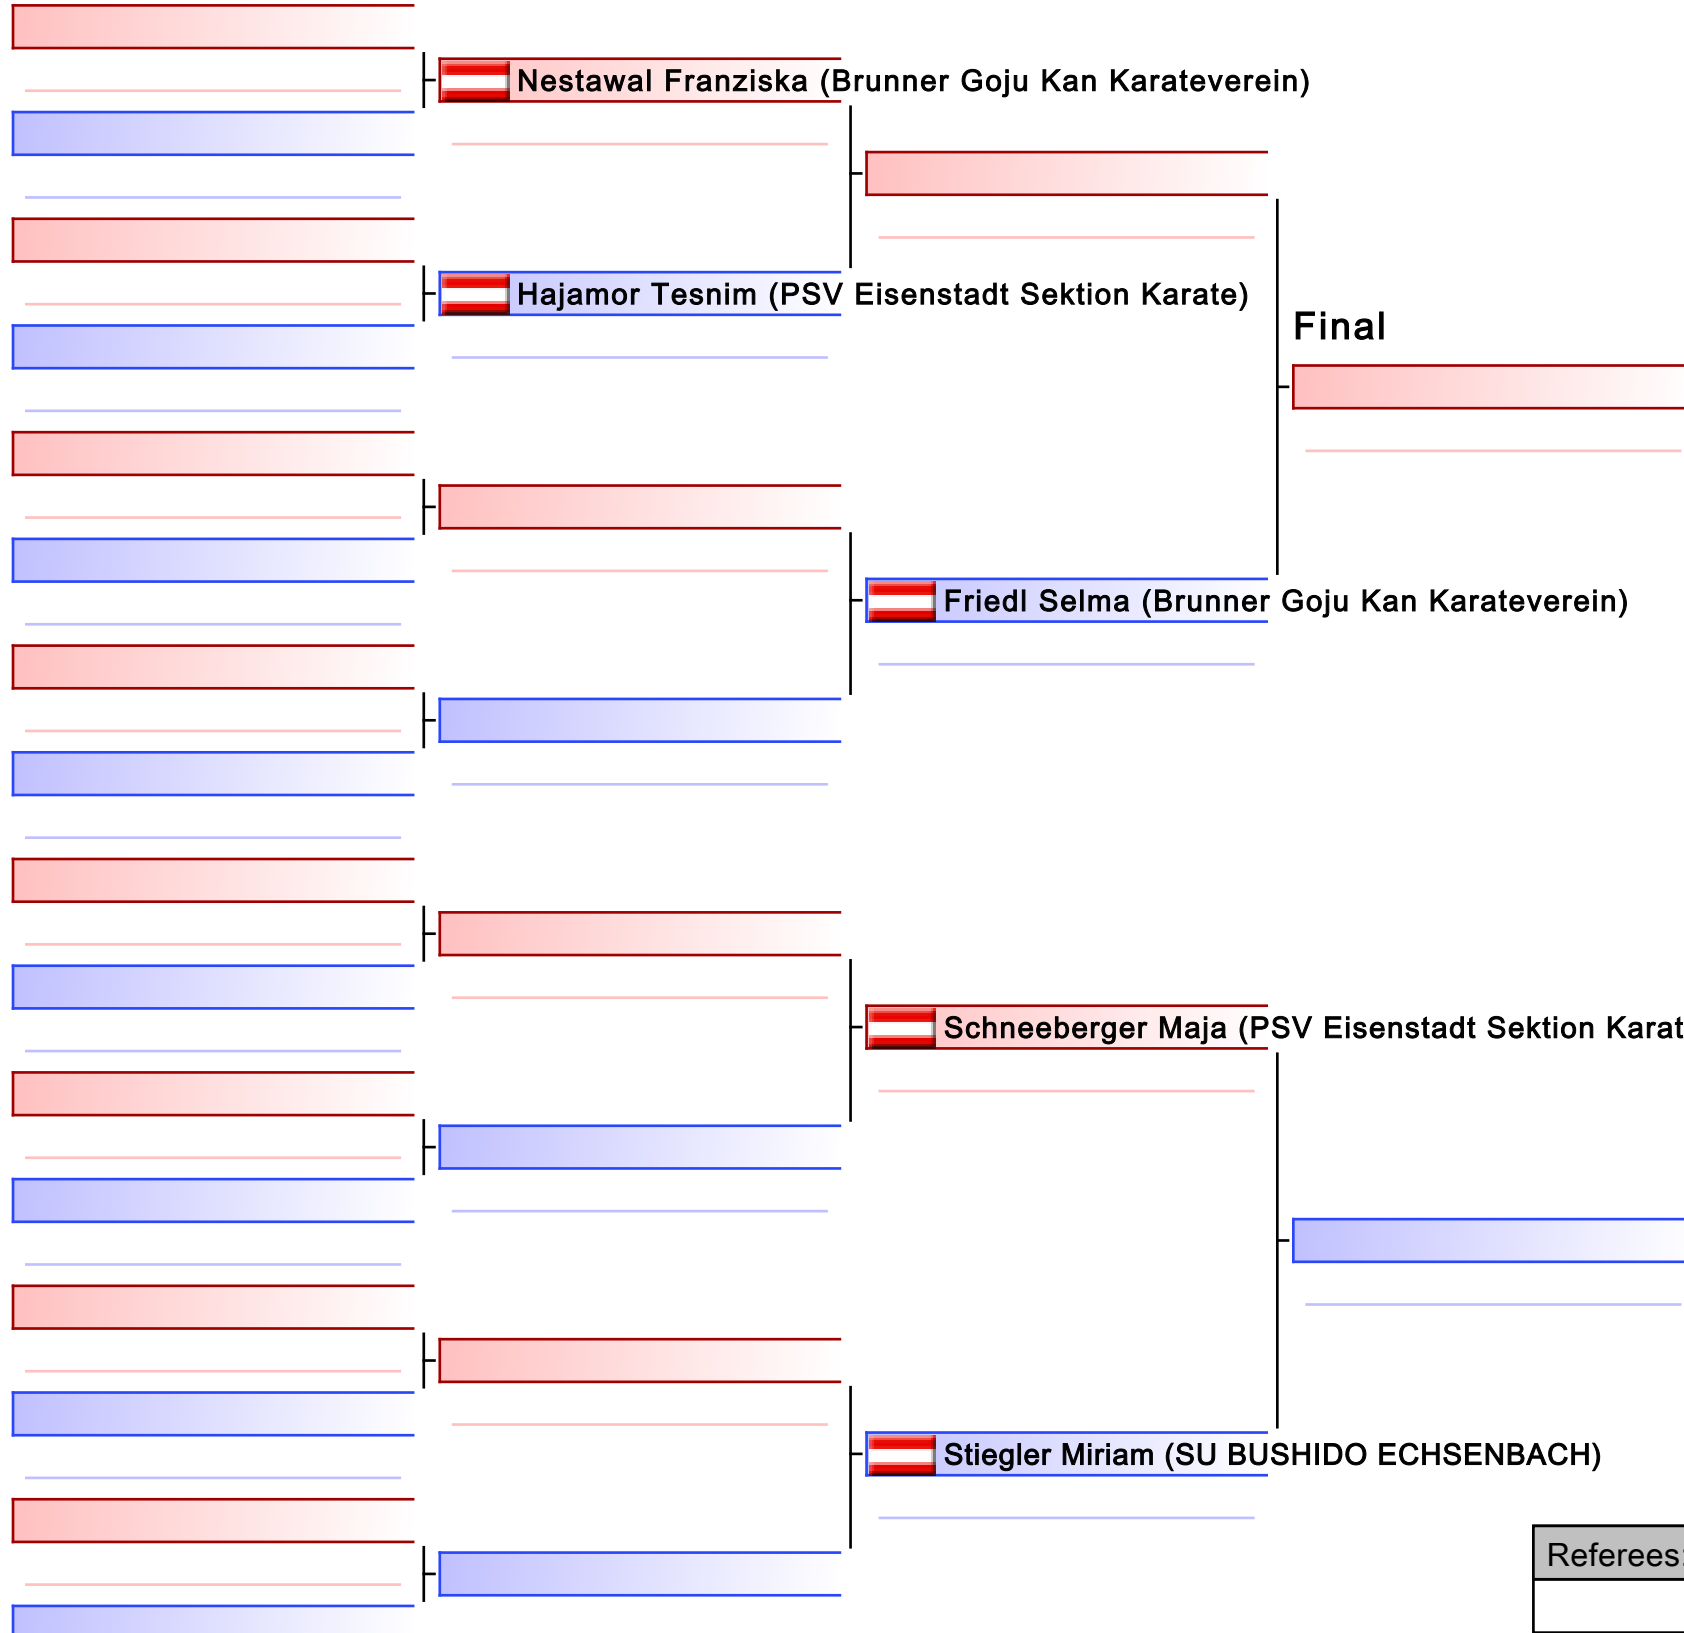 Nestawal Franziska (Brunner Goju Kan Karateverein)
Hajamor Tesnim (PSV Eisenstadt Sektion Karate)
Final
Friedl Selma (Brunner Goju Kan Karateverein)
Schneeberger Maja (PSV Eisenstadt Sektion Karat
Stiegler Miriam (SU BUSHIDO ECHSENBACH)
Referees: